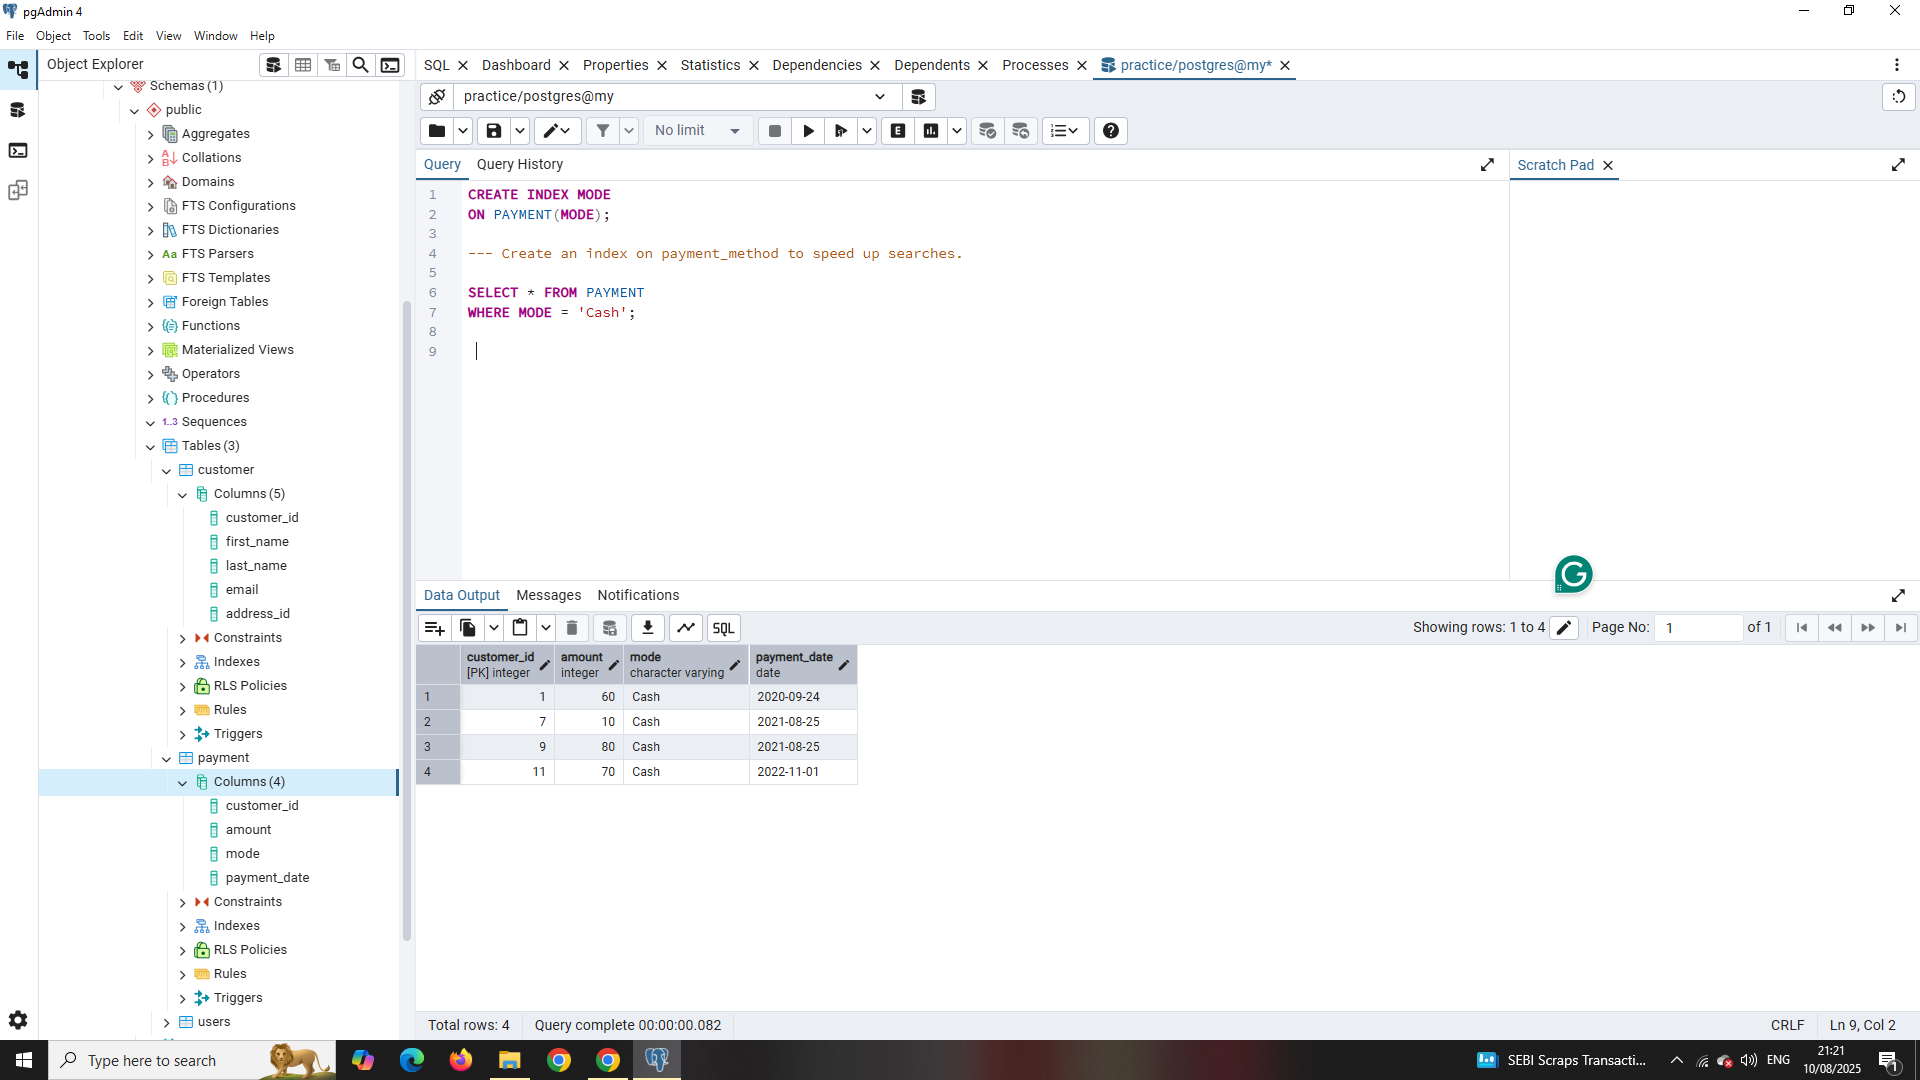 pgAdmin 4
File Object Tools Edit View Window Help
Object Explorer
Schemas (1)
public
Aggregates
Collations
Domains
FTS Configurations
FTS Dictionaries
Aa FTS Parsers
FTS Templates
Foreign Tables
Functions
Materialized Views
Operators
Procedures
1..3 Sequences
Tables (3)
customer
Columns (5)
customer_id
first_name
last_name
email
address_id
Constraints
Indexes
RLS Policies
Rules
Triggers
payment
Columns (4)
customer_id
amount
mode
payment_date
Constraints
Indexes
RLS Policies
Rules
Triggers
users
SQL Dashboard Properties Statistics Dependencies Dependents Processes practice/postgres@my*
practice/postgres@my
No limit
E
Query Query History
Scratch Pad
1 CREATE INDEX MODE
2 ON PAYMENT(MODE);
3
4 --- Create an index on payment_method to speed up searches.
5
6 SELECT * FROM PAYMENT
7 WHERE MODE = 'Cash';
8
9
Data Output Messages Notifications
SQL
Showing rows: 1 to 4 Page No: 1 of 1
customer_id [PK] integer amount integer mode character varying payment_date date
1 1 60 Cash 2020-09-24
2 7 10 Cash 2021-08-25
3 9 80 Cash 2021-08-25
4 11 70 Cash 2022-11-01
Total rows: 4 Query complete 00:00:00.082 CRLF Ln 9, Col 2
Type here to search
SEBI Scraps Transacti... ENG 21:21
10/08/2025
1